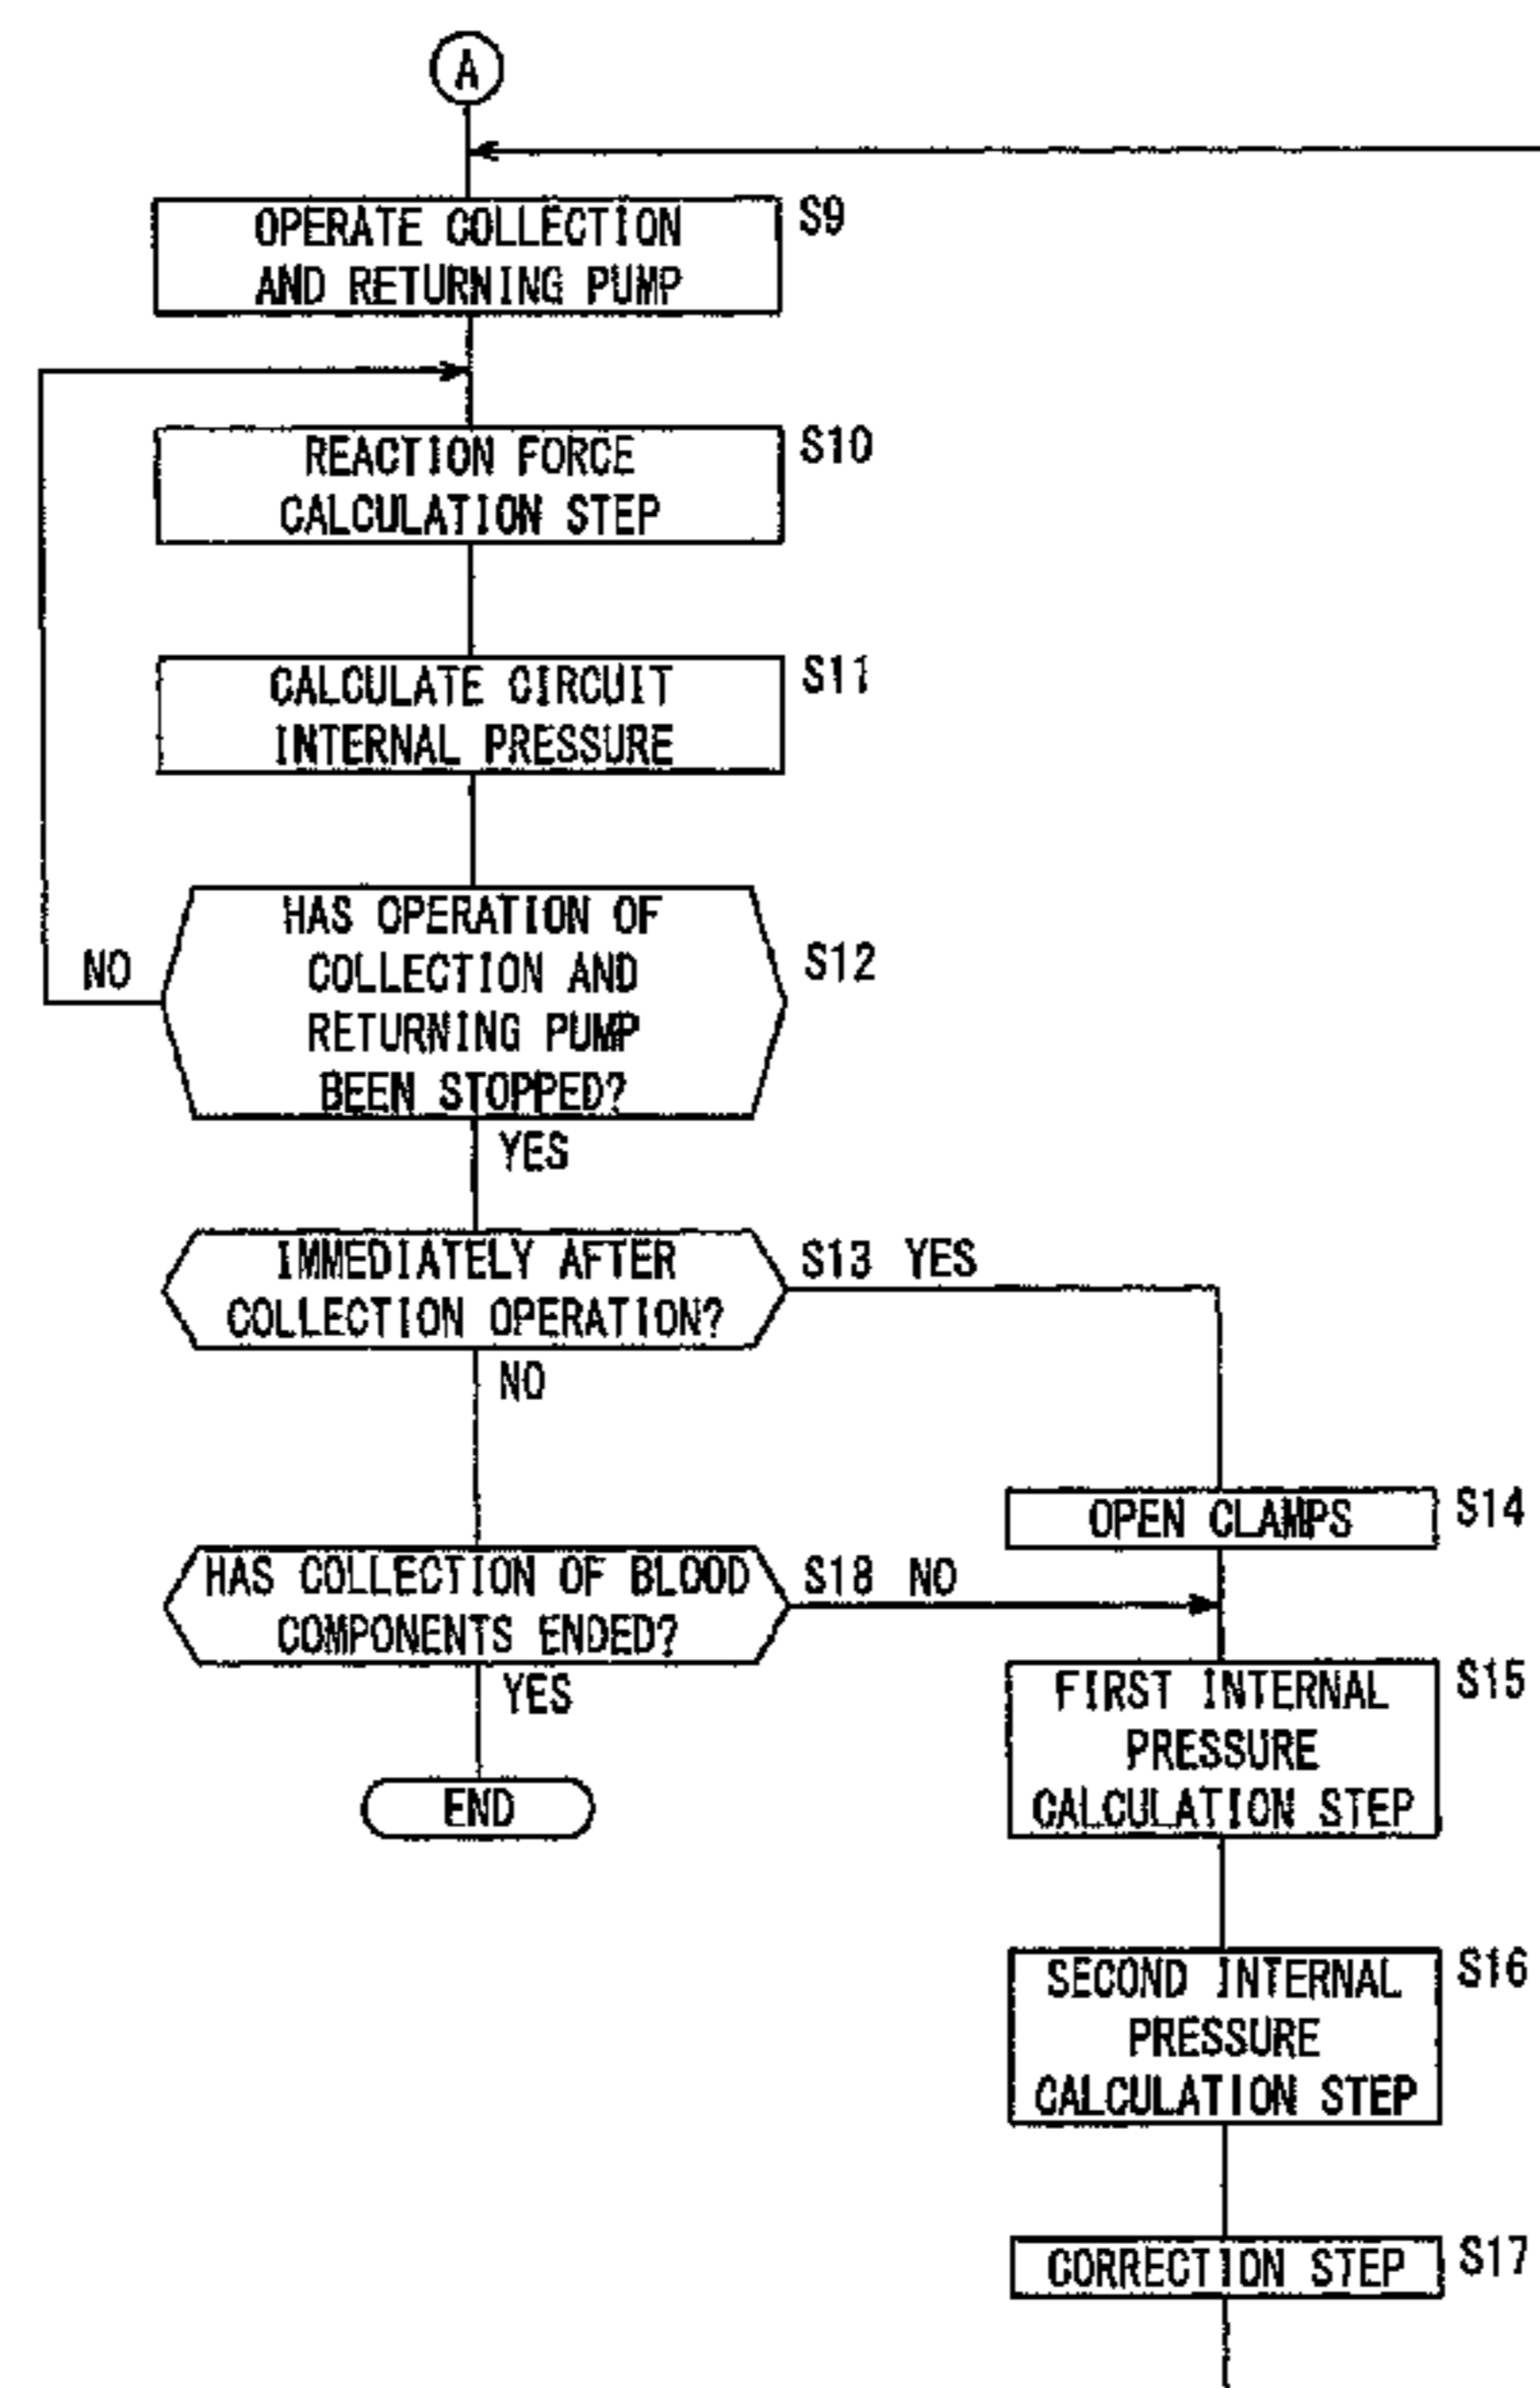 A
OPERATE COLLECTION
AND RETURNING PUMP
S9
REACTION FORCE
CALCULATION STEP
S10
CALCULATE CIRCUIT
INTERNAL PRESSURE
S11
HAS OPERATION OF
COLLECTION AND
RETURNING PUMP
BEEN STOPPED?
S12
NO
YES
IMMEDIATELY AFTER
COLLECTION OPERATION?
S13 YES
NO
OPEN CLAMPS
S14
HAS COLLECTION OF BLOOD
COMPONENTS ENDED?
S18 NO
YES
END
FIRST INTERNAL
PRESSURE
CALCULATION STEP
S15
SECOND INTERNAL
PRESSURE
CALCULATION STEP
S16
CORRECTION STEP
S17